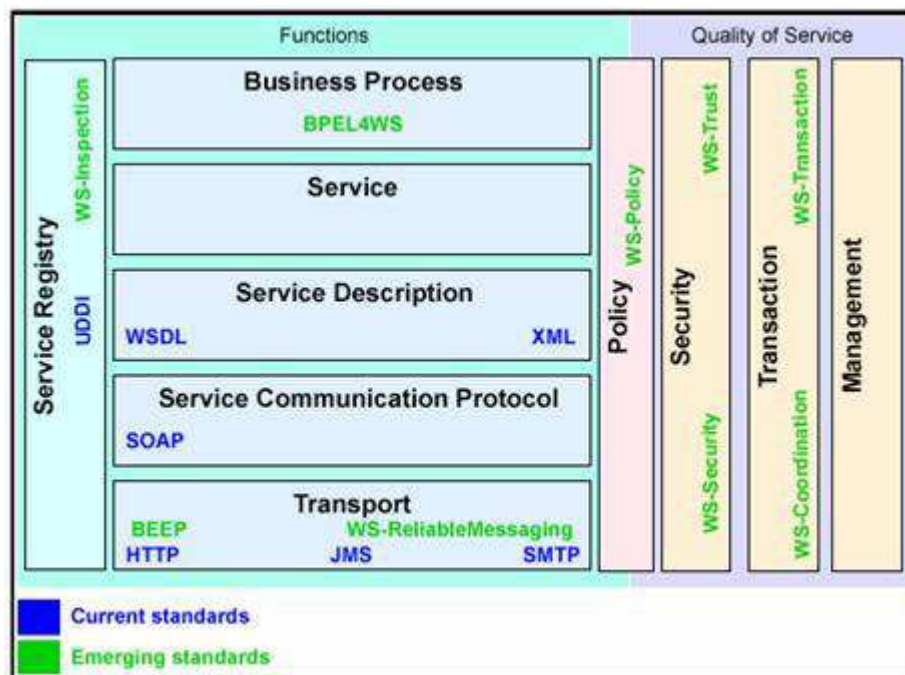 Functions
Quality of Service
Service Registry
WS-Inspection
UDDI
Business Process
BPEL4WS
Service
Service Description
WSDL XML
Service Communication Protocol
SOAP
Transport
BEEP WS-ReliableMessaging
HTTP JMS SMTP
Policy
WS-Policy
Security
WS-Trust
WS-Security
Transaction
WS-Transaction
WS-Coordination
Management
Current standards
Emerging standards